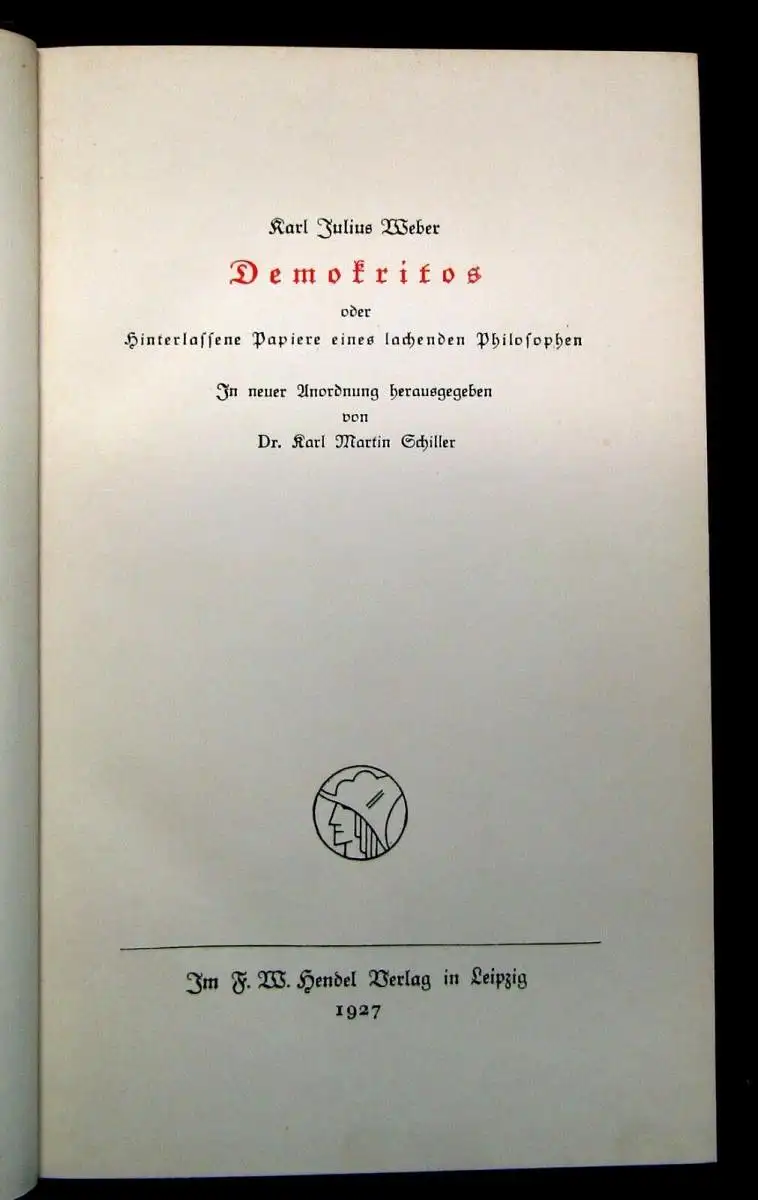 Karl Julius Weber
Demokritos
oder
Hinterlaſſene Papiere eines lachenden Philoſophen
In neuer Anordnung herausgegeben
von
Dr. Karl Martin Schiller
Im F. W. Hendel Verlag in Leipzig
1927